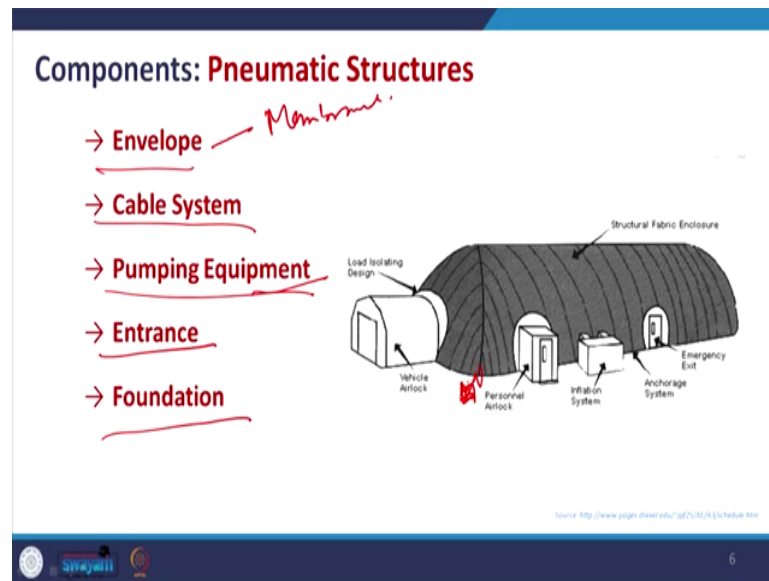 Components: Pneumatic Structures
→ Envelope
Membrane.
→ Cable System
→ Pumping Equipment
→ Entrance
→ Foundation
Structural Fabric Enclosure
Load Isolating
Design
Vehicle
Airlock
Personnel
Airlock
Inflation
System
Anchorage
System
Emergency
Exit
swayam
6